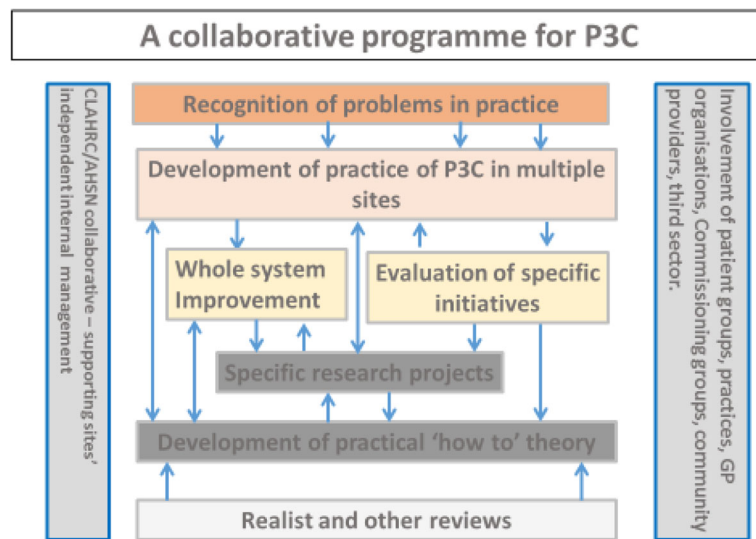 A collaborative programme for P3C
CLAHRC/AHSN collaborative – supporting sites'
independent internal management
Recognition of problems in practice
Development of practice of P3C in multiple
sites
Whole system
Improvement
Evaluation of specific
initiatives
Specific research projects
Development of practical 'how to' theory
Realist and other reviews
Involvement of patient groups, practices, GP
organisations, Commissioning groups, community
providers, third sector.